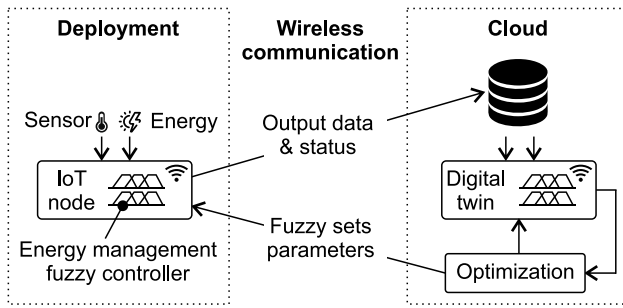 Deployment
Wireless
communication
Cloud
Sensor
Energy
Output data
& status
IoT
node
Digital
twin
Fuzzy sets
parameters
Energy management
fuzzy controller
Optimization